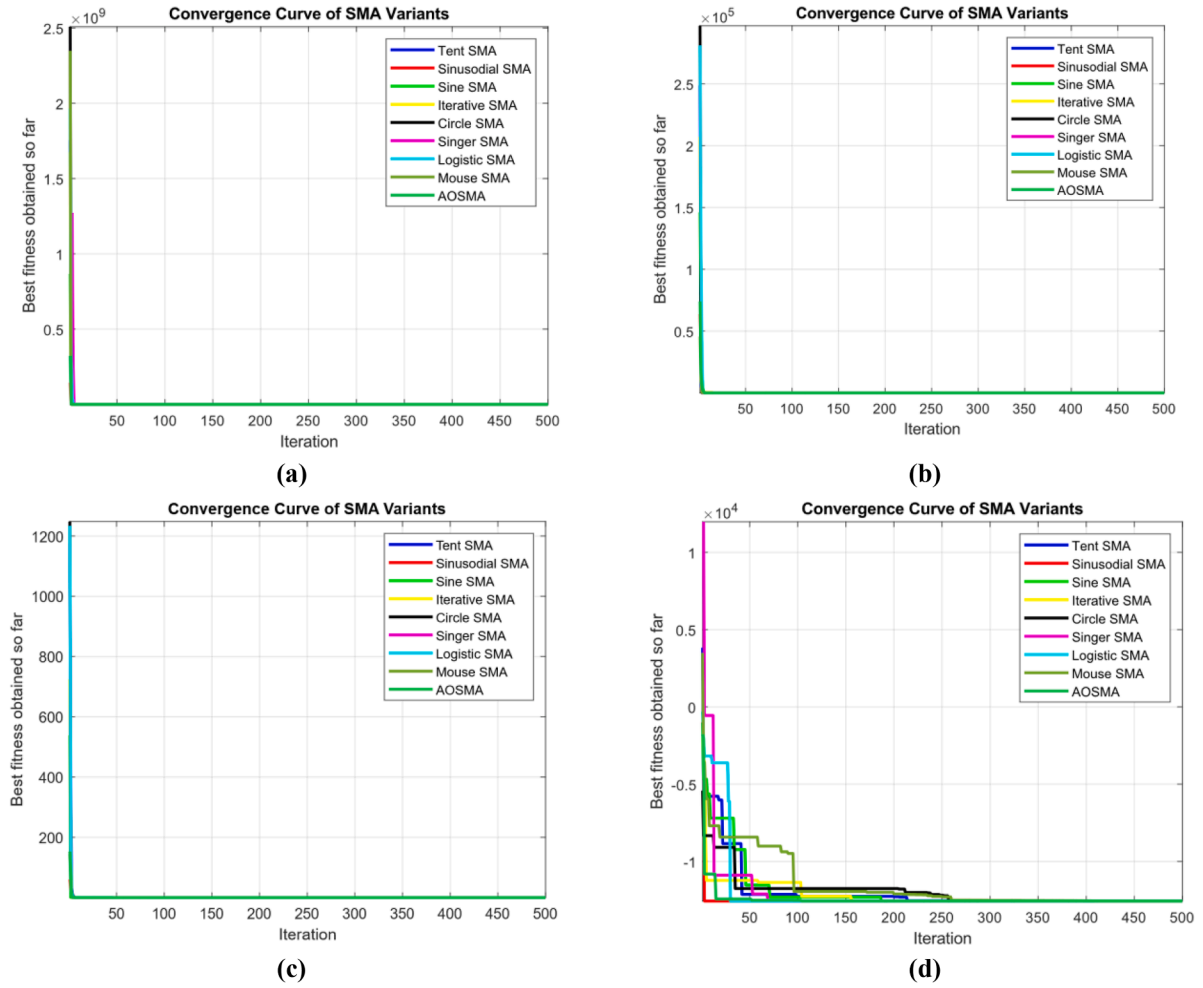 Convergence Curve of SMA Variants
×10⁹
2.5
2
1.5
1
0.5
Best fitness obtained so far
50 100 150 200 250 300 350 400 450 500
Iteration
Tent SMA
Sinusodial SMA
Sine SMA
Iterative SMA
Circle SMA
Singer SMA
Logistic SMA
Mouse SMA
AOSMA
(a)
Convergence Curve of SMA Variants
×10⁵
2.5
2
1.5
1
0.5
Best fitness obtained so far
50 100 150 200 250 300 350 400 450 500
Iteration
Tent SMA
Sinusodial SMA
Sine SMA
Iterative SMA
Circle SMA
Singer SMA
Logistic SMA
Mouse SMA
AOSMA
(b)
Convergence Curve of SMA Variants
1200
1000
800
600
400
200
Best fitness obtained so far
50 100 150 200 250 300 350 400 450 500
Iteration
Tent SMA
Sinusodial SMA
Sine SMA
Iterative SMA
Circle SMA
Singer SMA
Logistic SMA
Mouse SMA
AOSMA
(c)
Convergence Curve of SMA Variants
×10⁴
1
0.5
0
-0.5
-1
Best fitness obtained so far
50 100 150 200 250 300 350 400 450 500
Iteration
Tent SMA
Sinusodial SMA
Sine SMA
Iterative SMA
Circle SMA
Singer SMA
Logistic SMA
Mouse SMA
AOSMA
(d)